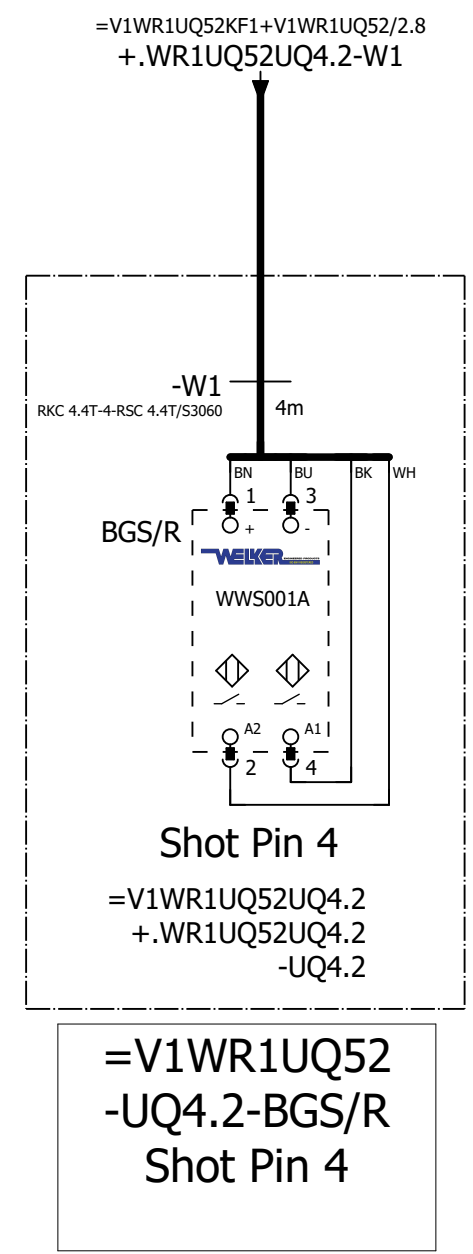 =V1WR1UQ52KF1+V1WR1UQ52/2.8
+.WR1UQ52UQ4.2-W1
-W1
RKC 4.4T-4-RSC 4.4T/S3060
4m
BN BU BK WH
1 3
BGS/R
+ -
WELKER
WWS001A
A2 A1
2 4
Shot Pin 4
=V1WR1UQ52UQ4.2
+.WR1UQ52UQ4.2
-UQ4.2
=V1WR1UQ52
-UQ4.2-BGS/R
Shot Pin 4